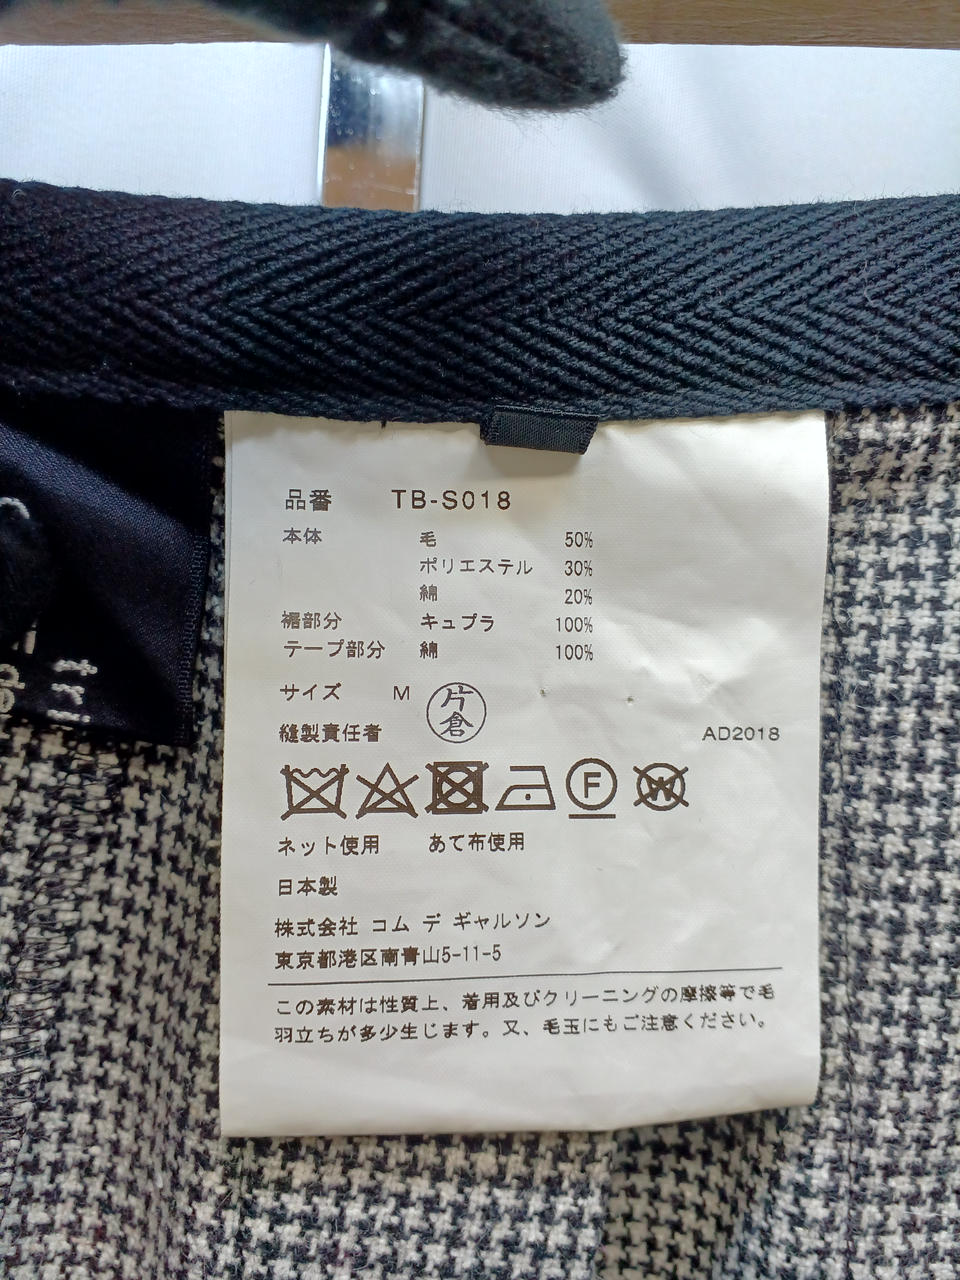 品番 TB-S018
本体 毛 50%
ポリエステル 30%
綿 20%
裾部分 キュプラ 100%
テープ部分 綿 100%
サイズ M
片倉
縫製責任者 AD2018
F W
ネット使用 あて布使用
日本製
株式会社 コム デ ギャルソン
東京都港区南青山5-11-5
この素材は性質上、着用及びクリーニングの摩擦等で毛
羽立ちが多少生じます。又、毛玉にもご注意ください。